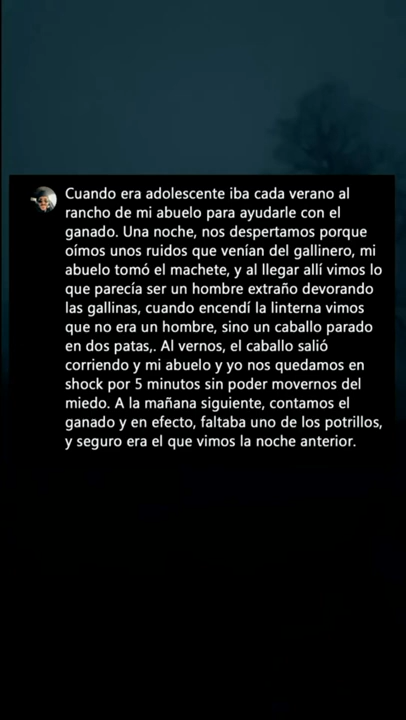 Cuando era adolescente iba cada verano al
rancho de mi abuelo para ayudarle con el
ganado. Una noche, nos despertamos porque
oímos unos ruidos que venían del gallinero, mi
abuelo tomó el machete, y al llegar allí vimos lo
que parecía ser un hombre extraño devorando
las gallinas, cuando encendí la linterna vimos
que no era un hombre, sino un caballo parado
en dos patas,. Al vernos, el caballo salió
corriendo y mi abuelo y yo nos quedamos en
shock por 5 minutos sin poder movernos del
miedo. A la mañana siguiente, contamos el
ganado y en efecto, faltaba uno de los potrillos,
y seguro era el que vimos la noche anterior.